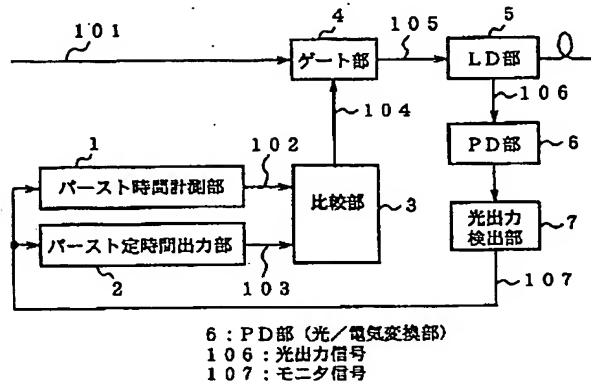 101
4
ゲート部
105
5
LD部
106
104
PD部
6
1
バースト時間計測部
102
比較部
3
光出力
検出部
7
バースト定時間出力部
2
103
107
6:PD部(光/電気変換部)
106:光出力信号
107:モニタ信号